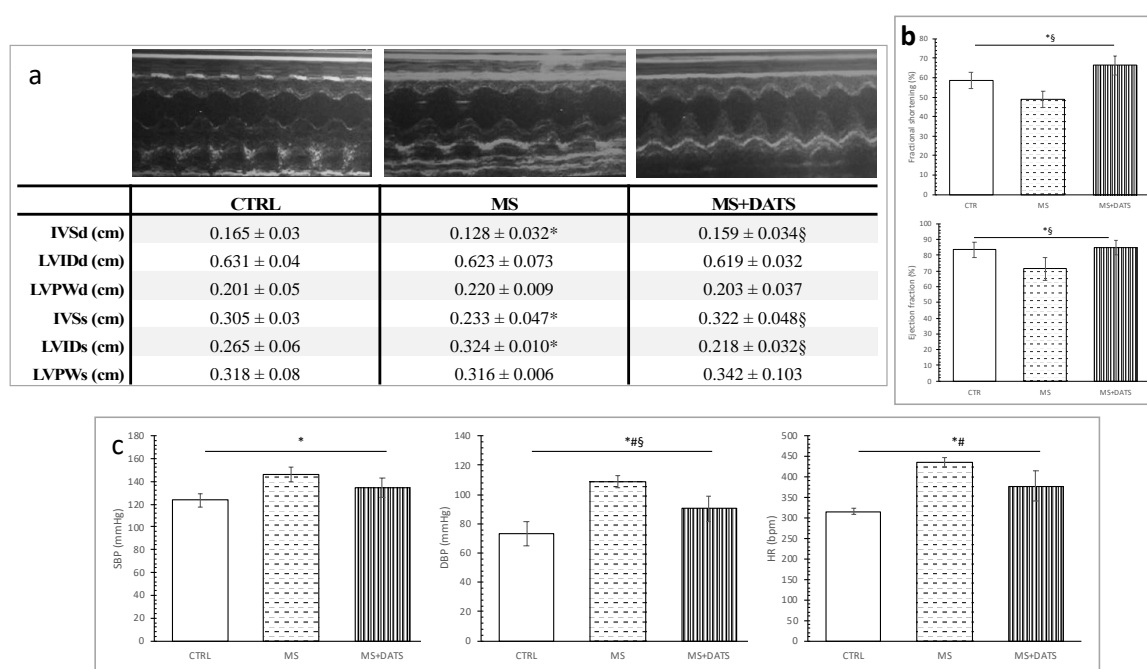 a
CTRL MS MS+DATS
IVSd (cm) 0.165 ± 0.03 0.128 ± 0.032* 0.159 ± 0.034§
LVIDd (cm) 0.631 ± 0.04 0.623 ± 0.073 0.619 ± 0.032
LVPWd (cm) 0.201 ± 0.05 0.220 ± 0.009 0.203 ± 0.037
IVSs (cm) 0.305 ± 0.03 0.233 ± 0.047* 0.322 ± 0.048§
LVIDs (cm) 0.265 ± 0.06 0.324 ± 0.010* 0.218 ± 0.032§
LVPWs (cm) 0.318 ± 0.08 0.316 ± 0.006 0.342 ± 0.103
b
*§
Fractional shortening (%)
80
70
60
50
40
30
20
10
0
CTR MS MS+DATS
*§
Ejection fraction (%)
100
90
80
70
60
50
40
30
20
10
0
CTR MS MS+DATS
c
*
SBP (mmHg)
180
160
140
120
100
80
60
40
20
0
CTRL MS MS+DATS
*#§
DBP (mmHg)
140
120
100
80
60
40
20
0
CTRL MS MS+DATS
*#
HR (bpm)
500
450
400
350
300
250
200
150
100
50
0
CTRL MS MS+DATS